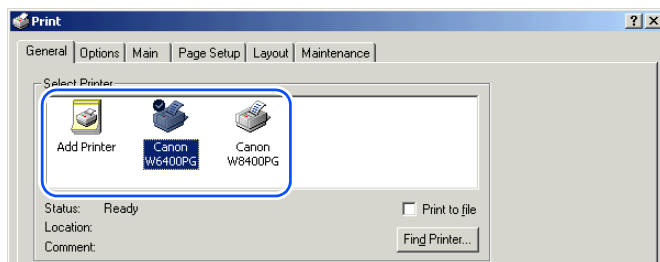 Print
General Options Main Page Setup Layout Maintenance
Select Printer
Add Printer
Canon
W6400PG
Canon
W8400PG
Status: Ready
Print to file
Location:
Comment:
Find Printer...